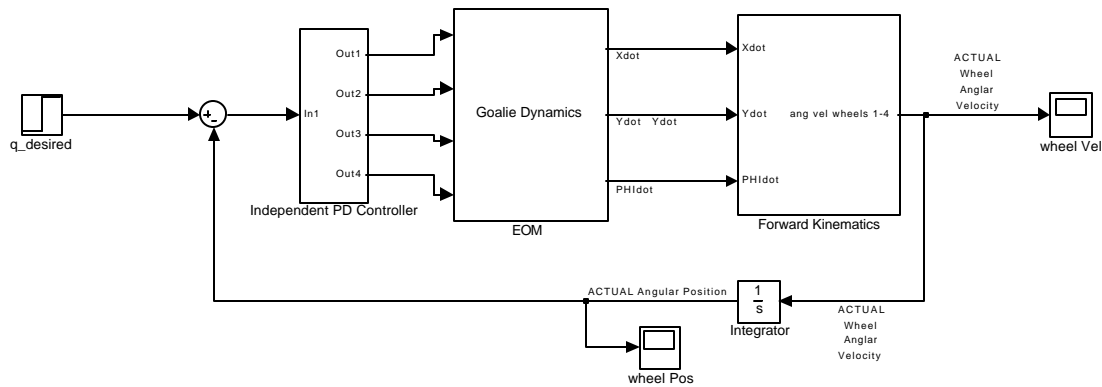 q_desired
+
-
In1
Out1
Out2
Out3
Out4
Independent PD Controller
Goalie Dynamics
EOM
Xdot
Ydot Ydot
PHIdot
Xdot
Ydot
PHIdot
ang vel wheels 1-4
Forward Kinematics
ACTUAL
Wheel
Anglar
Velocity
wheel Vel
ACTUAL Angular Position
1
s
Integrator
ACTUAL
Wheel
Anglar
Velocity
wheel Pos